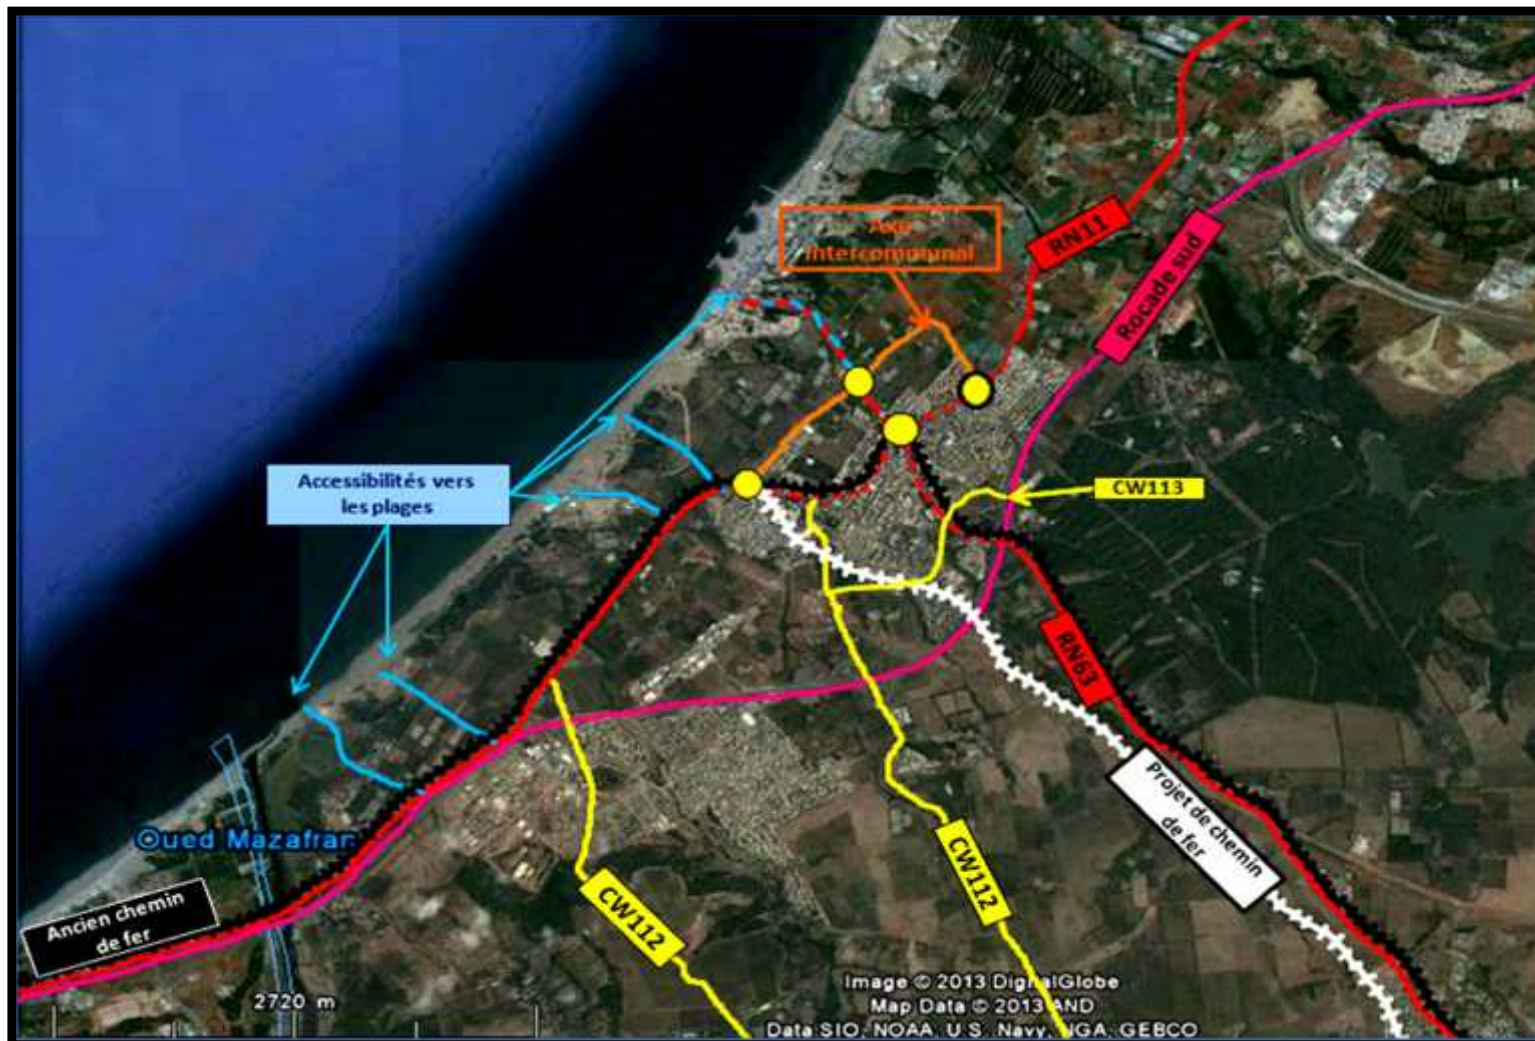 Axe
intercommunal
RN11
Rocade sud
Accessibilités vers
les plages
CW113
RN63
Projet de chemin
de fer
Oued Mazafran
CW112
CW112
Ancien chemin
de fer
2720 m
Image © 2013 DigitalGlobe
Map Data © 2013 AND
Data SIO, NOAA, U.S. Navy, NGA, GEBCO